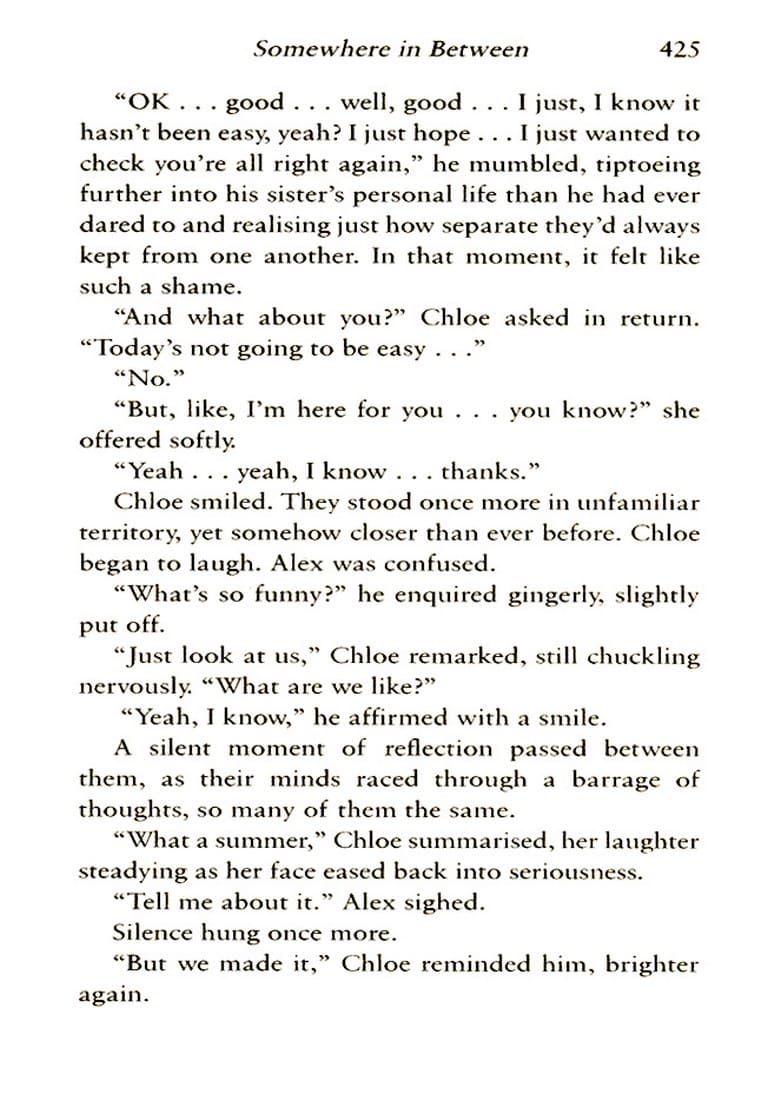 Somewhere in Between 425
“OK . . . good . . . well, good . . . I just, I know it
hasn’t been easy, yeah? I just hope . . . I just wanted to
check you’re all right again,” he mumbled, tiptoeing
further into his sister’s personal life than he had ever
dared to and realising just how separate they’d always
kept from one another. In that moment, it felt like
such a shame.
“And what about you?” Chloe asked in return.
“Today’s not going to be easy . . .”
“No.”
“But, like, I’m here for you . . . you know?” she
offered softly.
“Yeah . . . yeah, I know . . . thanks.”
Chloe smiled. They stood once more in unfamiliar
territory, yet somehow closer than ever before. Chloe
began to laugh. Alex was confused.
“What’s so funny?” he enquired gingerly, slightly
put off.
“Just look at us,” Chloe remarked, still chuckling
nervously. “What are we like?”
“Yeah, I know,” he affirmed with a smile.
A silent moment of reflection passed between
them, as their minds raced through a barrage of
thoughts, so many of them the same.
“What a summer,” Chloe summarised, her laughter
steadying as her face eased back into seriousness.
“Tell me about it.” Alex sighed.
Silence hung once more.
“But we made it,” Chloe reminded him, brighter
again.